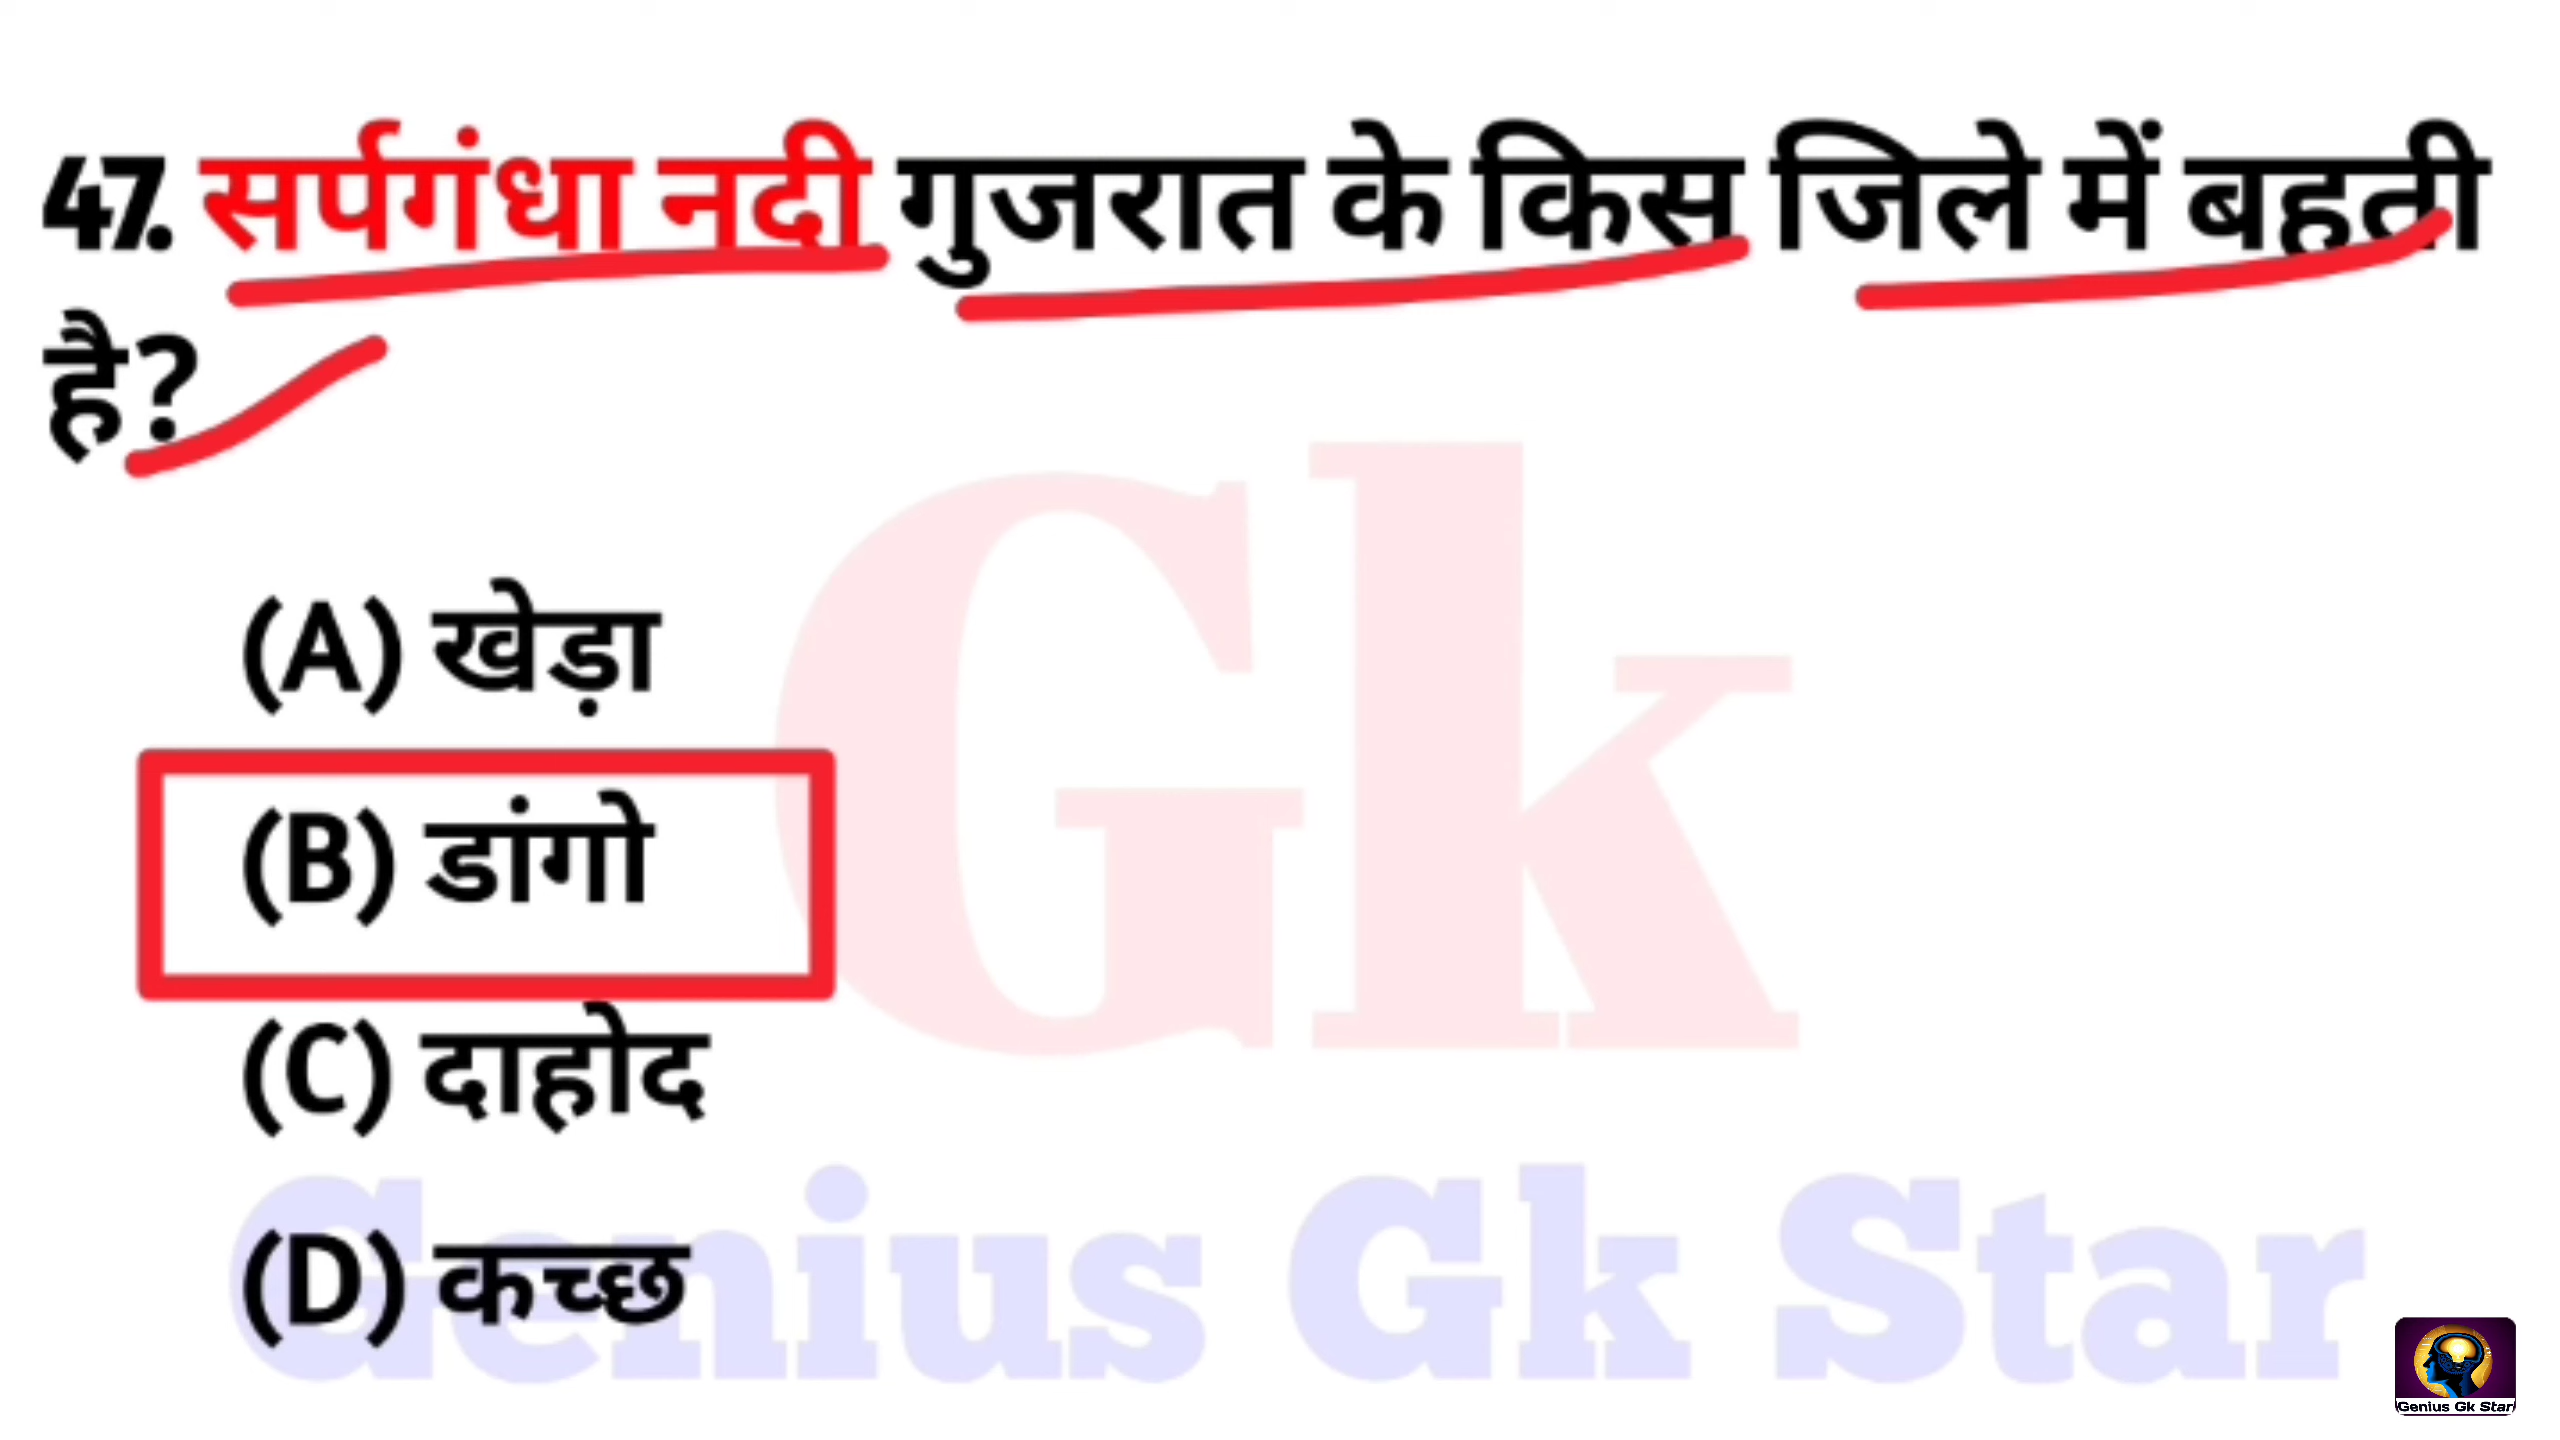 47. सर्पगंधा नदी गुजरात के किस जिले में बहती
है?
(A) खेड़ा
(B) डांगो
(C) दाहोद
(D) कच्छ
Gk
Genius Gk Star
Genius Gk Star